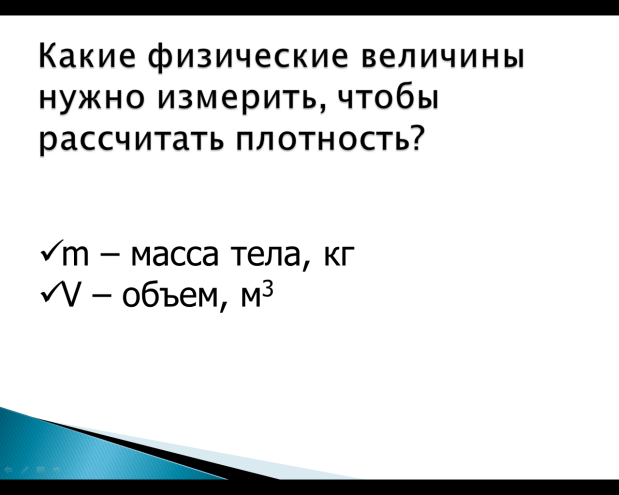 Какие физические величины
нужно измерить, чтобы
рассчитать плотность?
✓m – масса тела, кг
✓V – объем, м³